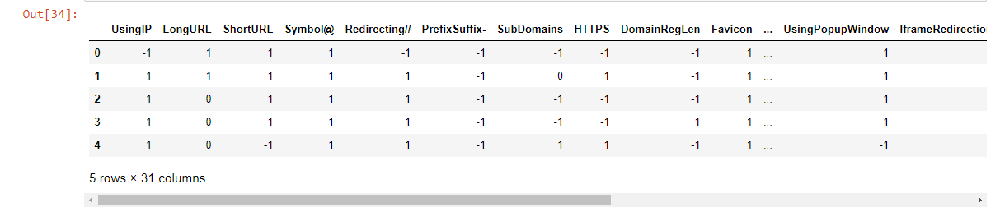 Out[34]:
UsingIP LongURL ShortURL Symbol@ Redirecting// PrefixSuffix- SubDomains HTTPS DomainRegLen Favicon ... UsingPopupWindow IframeRedirectio
0 -1 1 1 1 -1 -1 -1 -1 -1 1 ... 1
1 1 1 1 1 1 -1 0 1 -1 1 ... 1
2 1 0 1 1 1 -1 -1 -1 -1 1 ... 1
3 1 0 1 1 1 -1 -1 -1 1 1 ... 1
4 1 0 -1 1 1 -1 1 1 -1 1 ... -1
5 rows × 31 columns